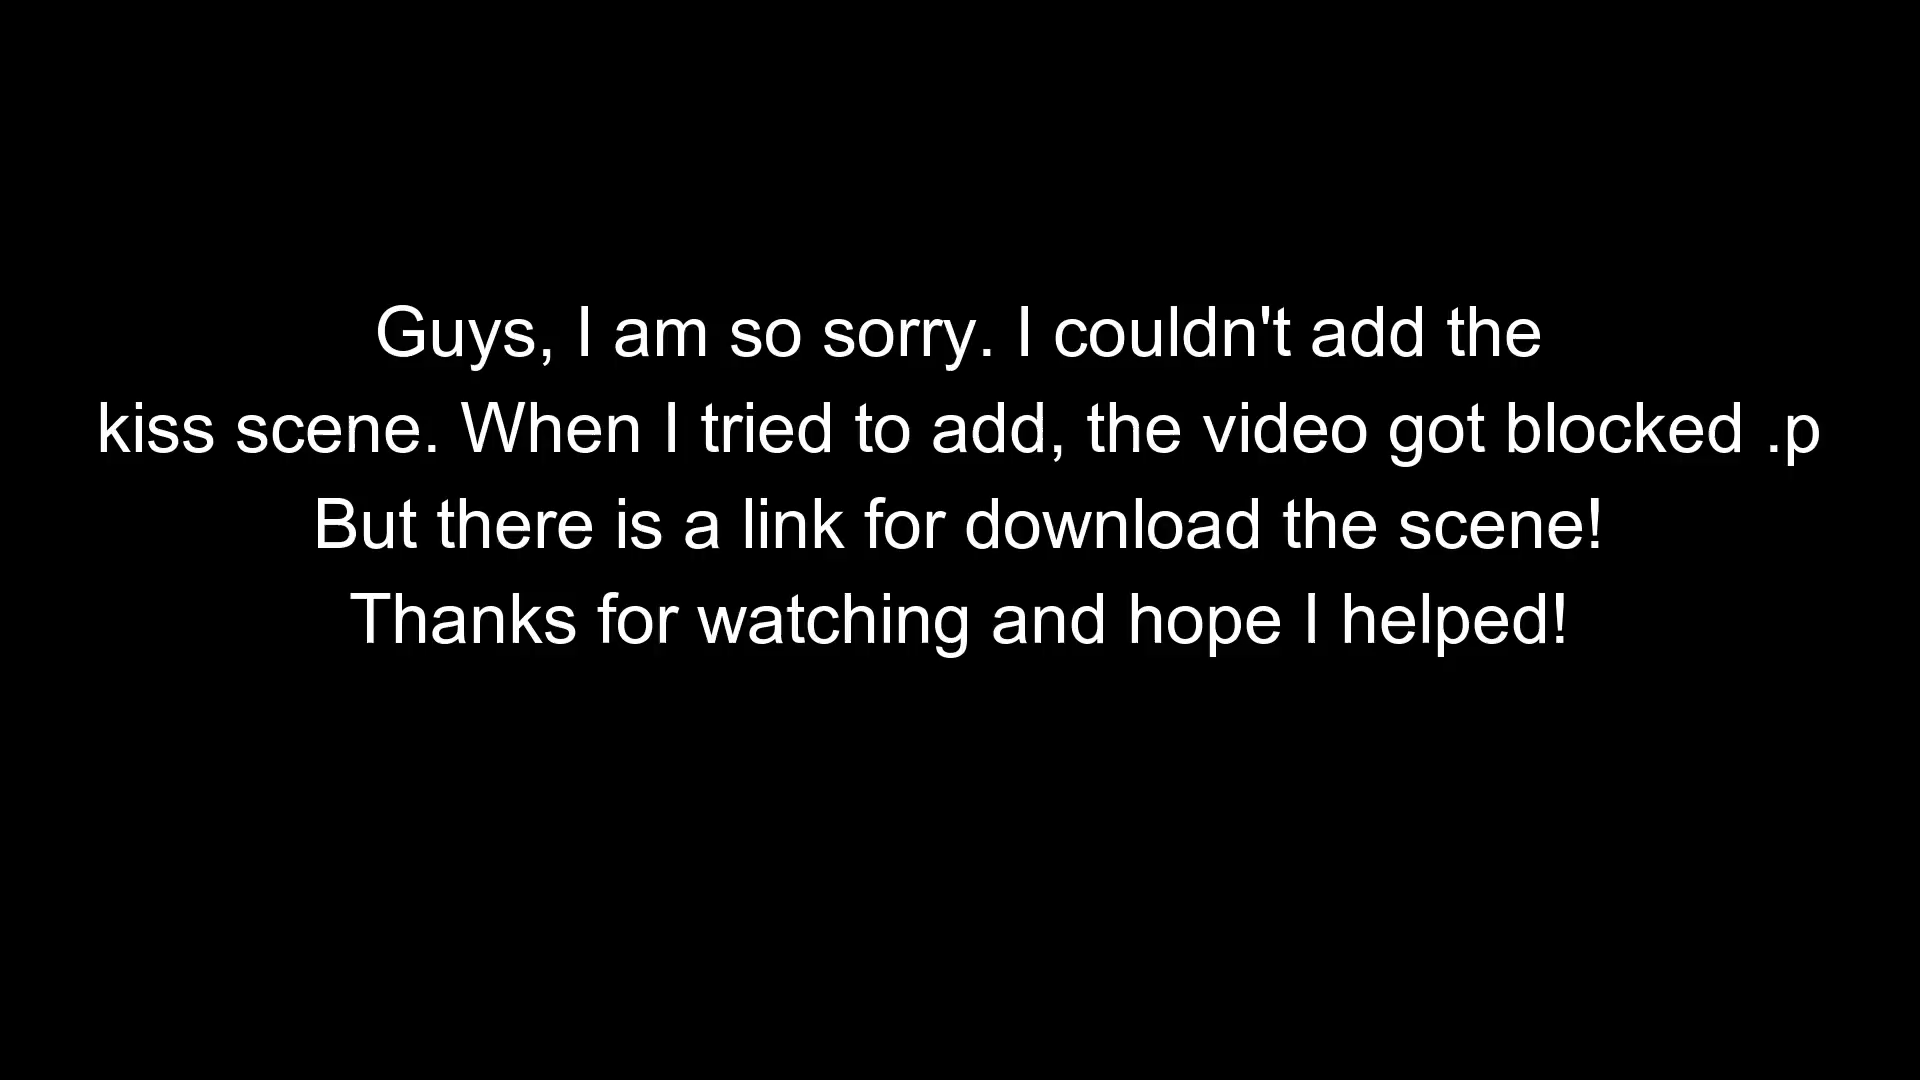 Guys, I am so sorry. I couldn't add the
kiss scene. When I tried to add, the video got blocked .p
But there is a link for download the scene!
Thanks for watching and hope I helped!